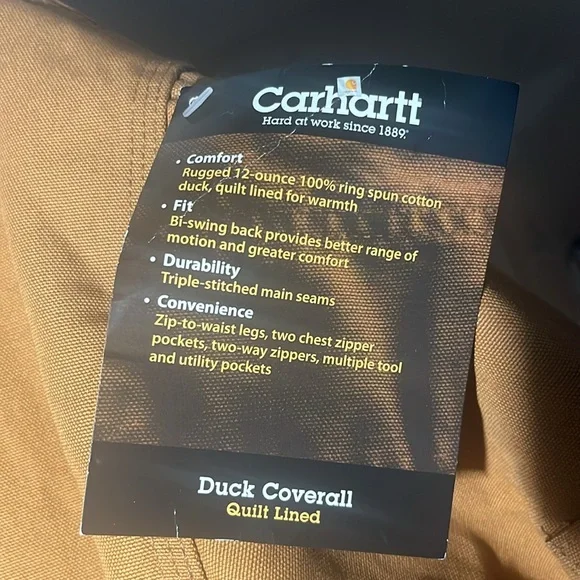 Carhartt
Hard at work since 1889.®
• Comfort
Rugged 12-ounce 100% ring spun cotton
duck, quilt lined for warmth
• Fit
Bi-swing back provides better range of
motion and greater comfort
• Durability
Triple-stitched main seams
• Convenience
Zip-to-waist legs, two chest zipper
pockets, two-way zippers, multiple tool
and utility pockets
Duck Coverall
Quilt Lined